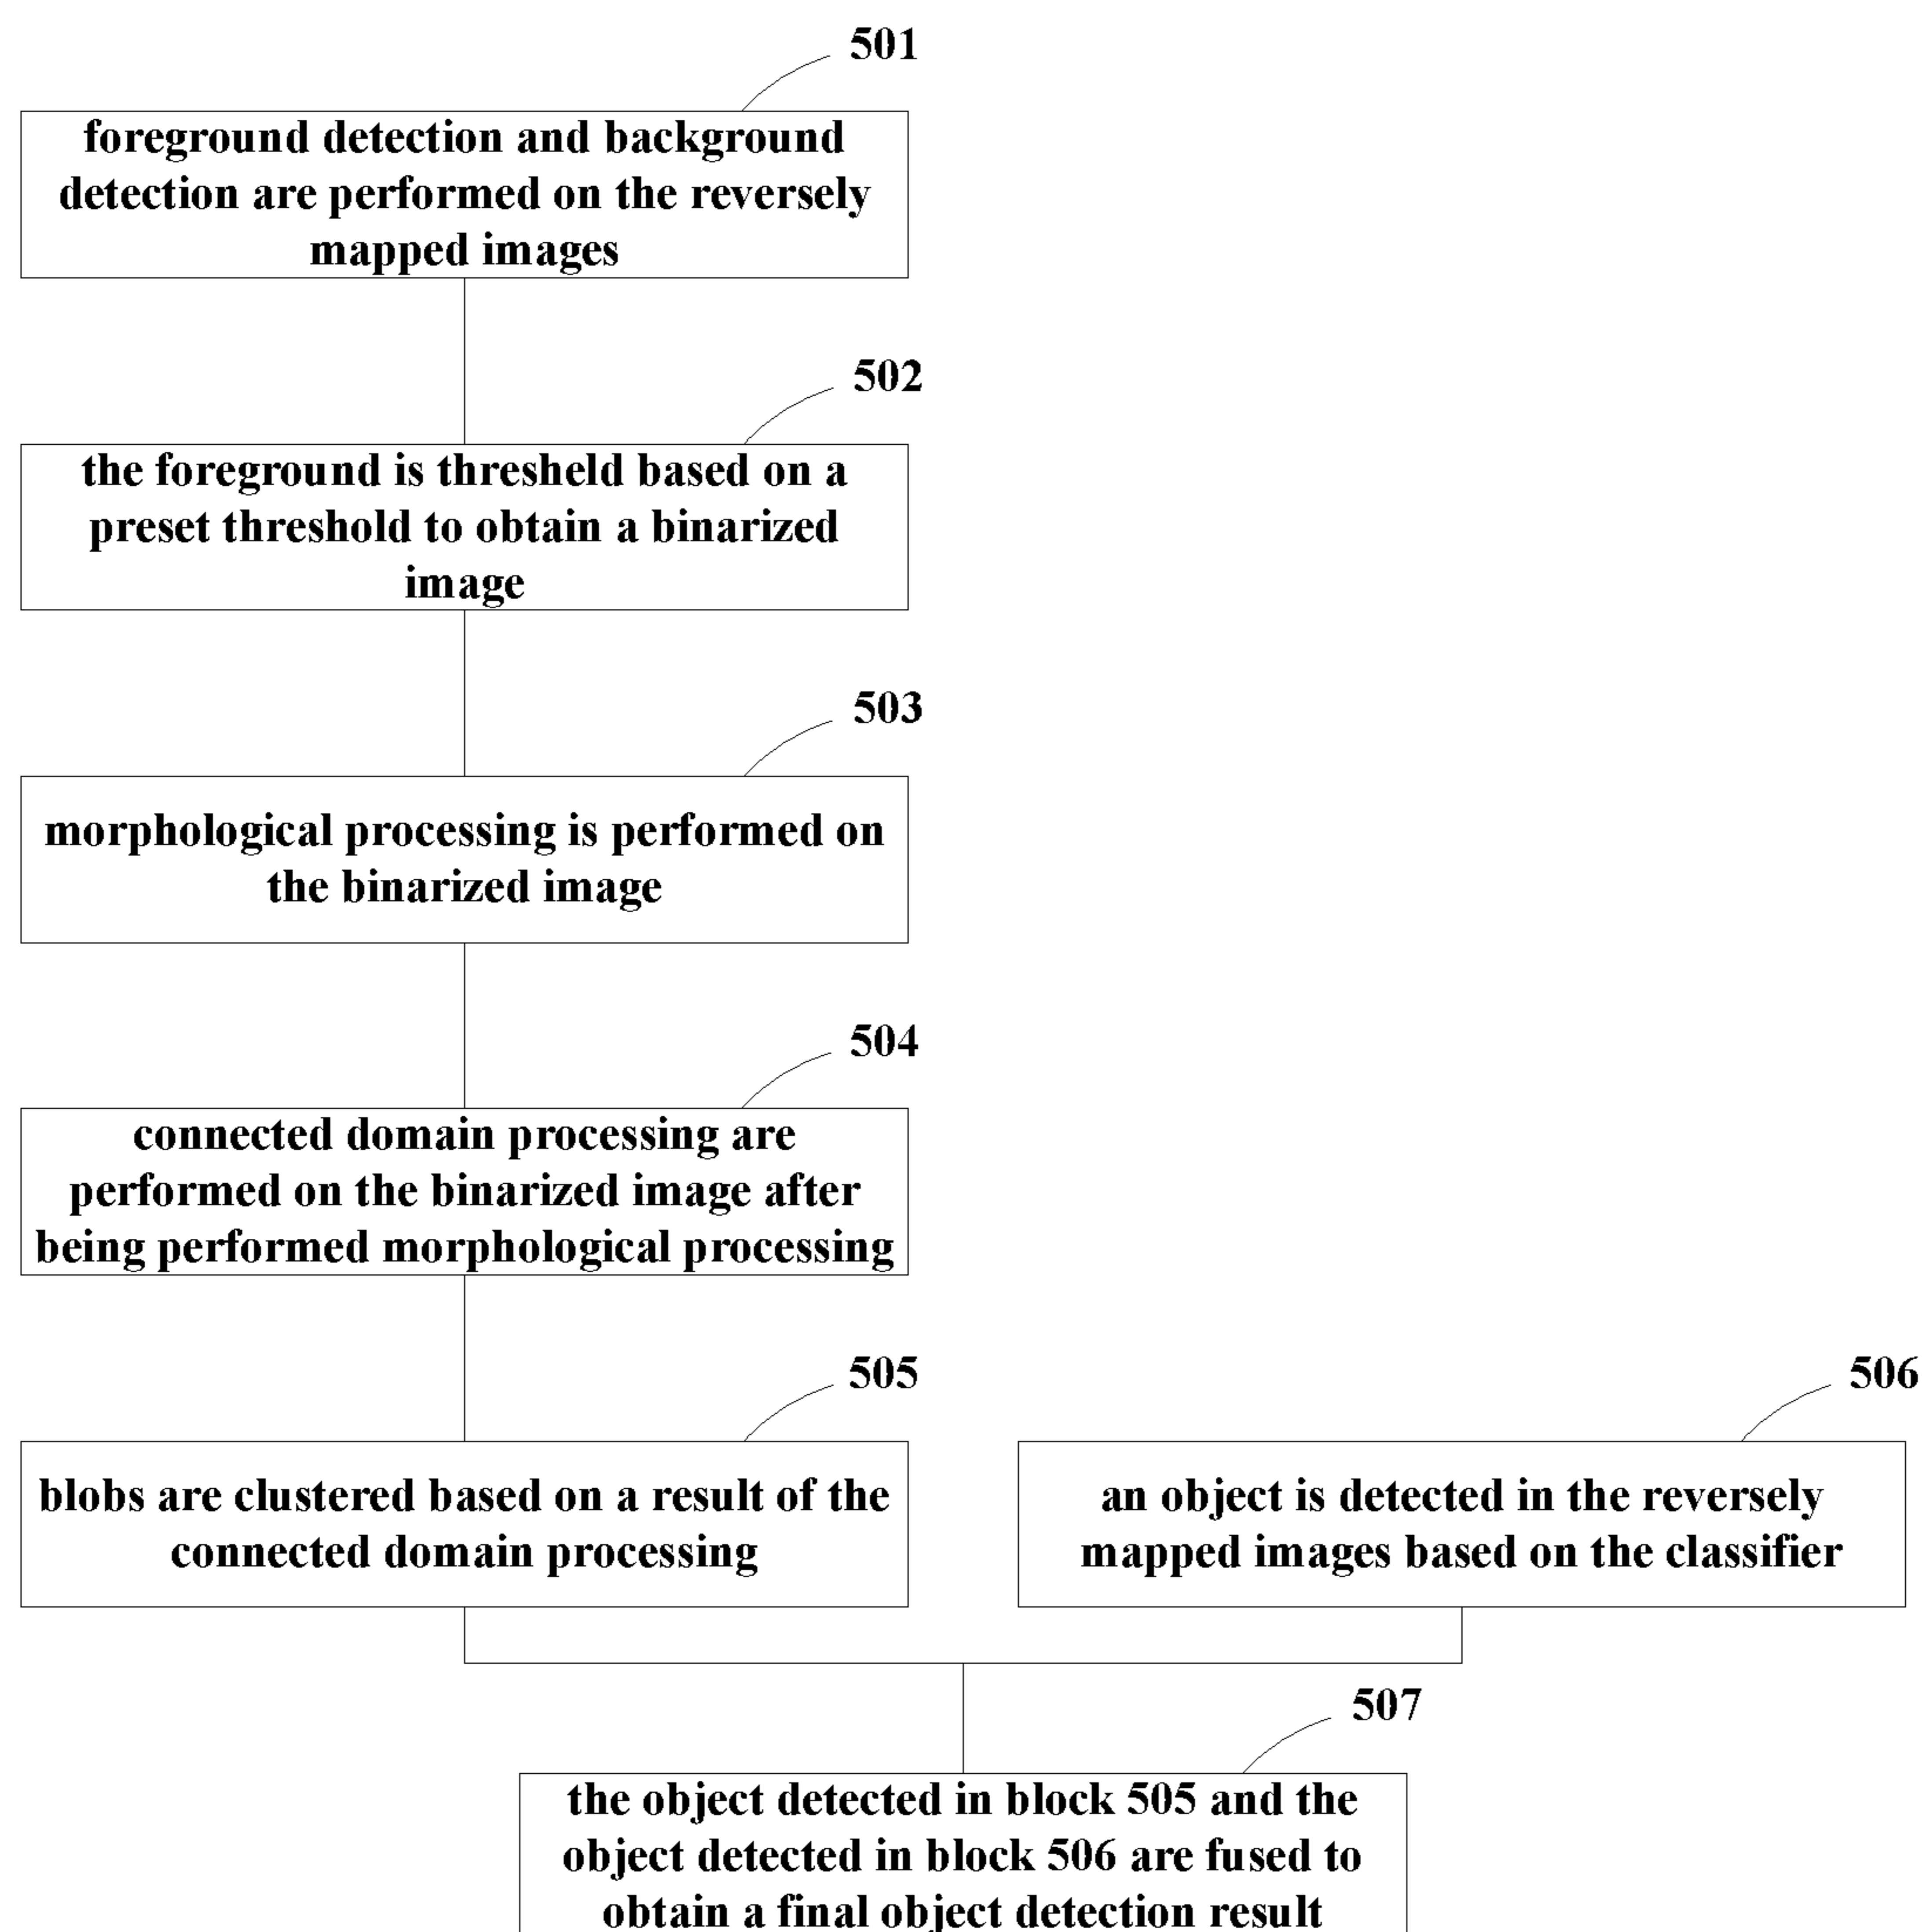 501
foreground detection and background
detection are performed on the reversely
mapped images
502
the foreground is thresheld based on a
preset threshold to obtain a binarized
image
503
morphological processing is performed on
the binarized image
504
connected domain processing are
performed on the binarized image after
being performed morphological processing
505
blobs are clustered based on a result of the
connected domain processing
506
an object is detected in the reversely
mapped images based on the classifier
507
the object detected in block 505 and the
object detected in block 506 are fused to
obtain a final object detection result